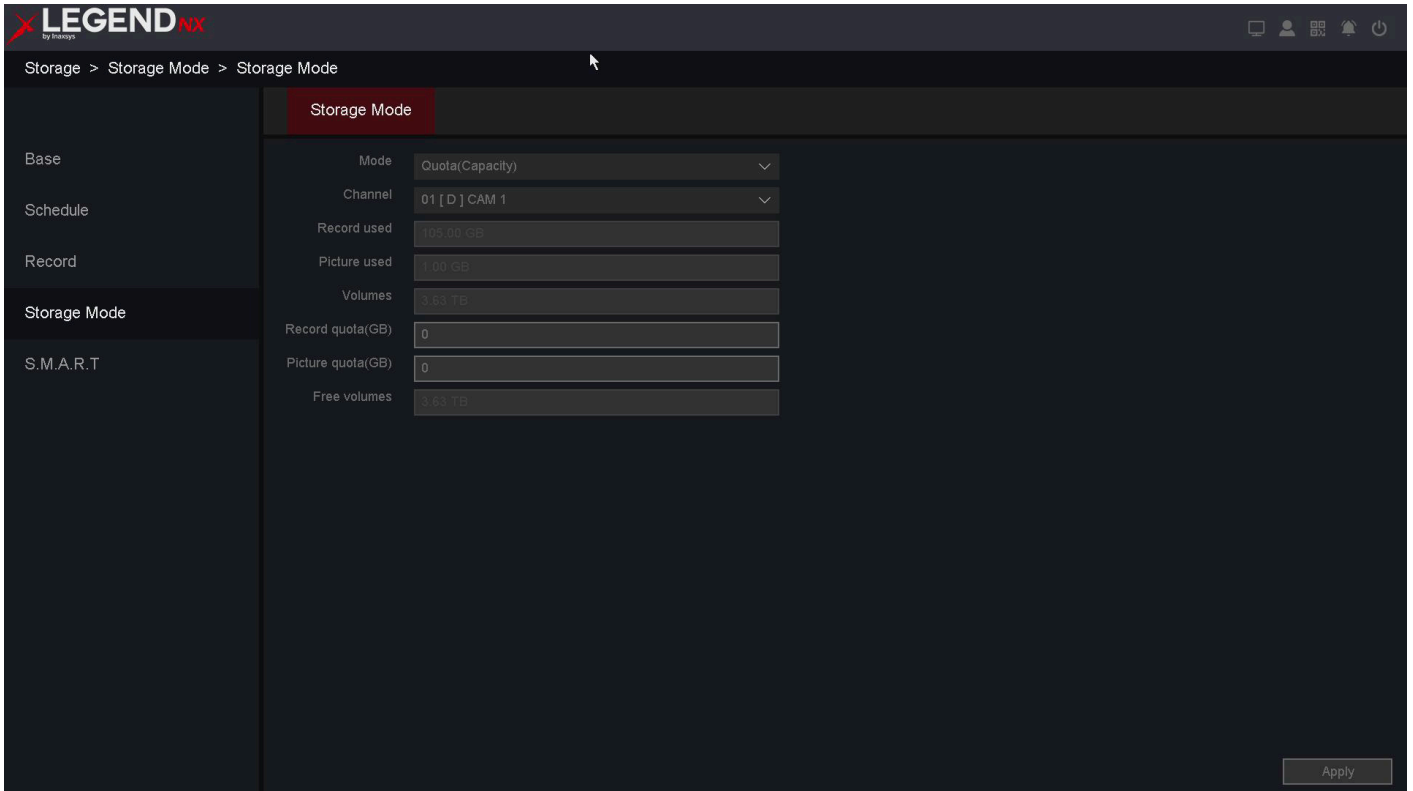 LEGEND NX
by Inaxsys
Storage > Storage Mode > Storage Mode
Storage Mode
Base
Schedule
Record
Storage Mode
S.M.A.R.T
Mode Quota(Capacity)
Channel 01 [ D ] CAM 1
Record used 105.00 GB
Picture used 1.00 GB
Volumes 3.63 TB
Record quota(GB) 0
Picture quota(GB) 0
Free volumes 3.63 TB
Apply